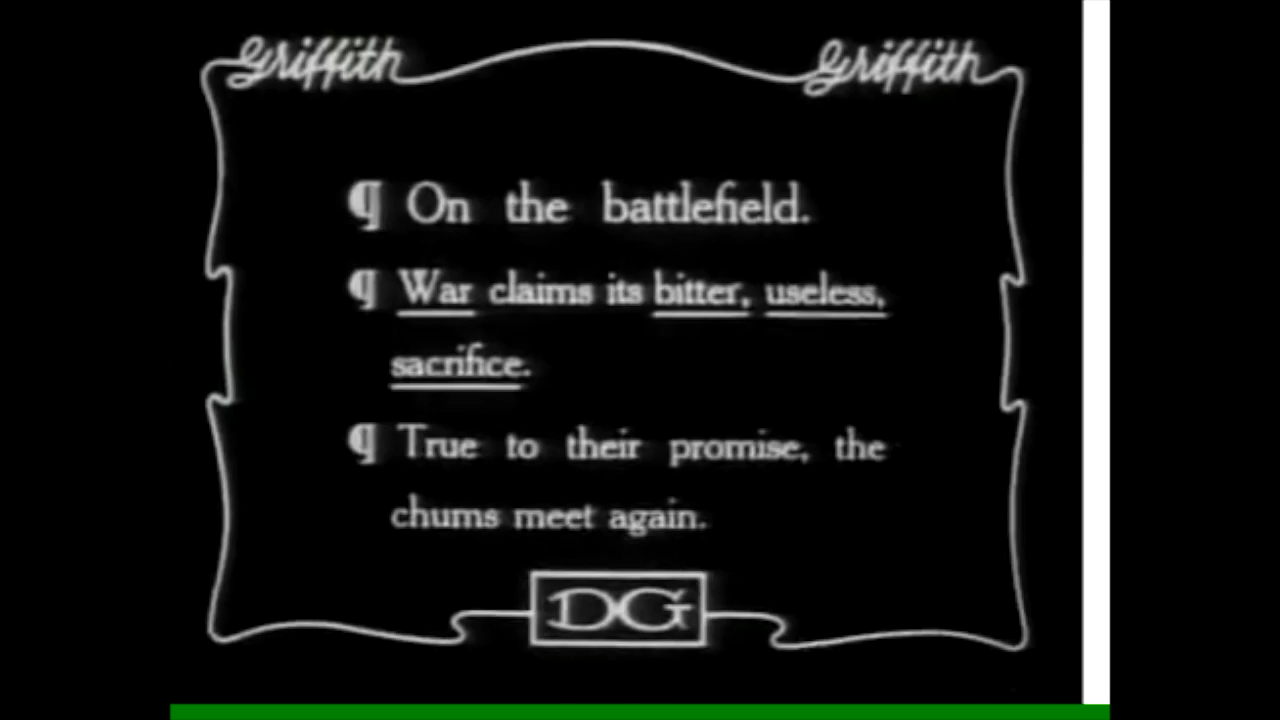 Griffith Griffith
¶ On the battlefield.
¶ War claims its bitter, useless,
sacrifice.
¶ True to their promise, the
chums meet again.
DG